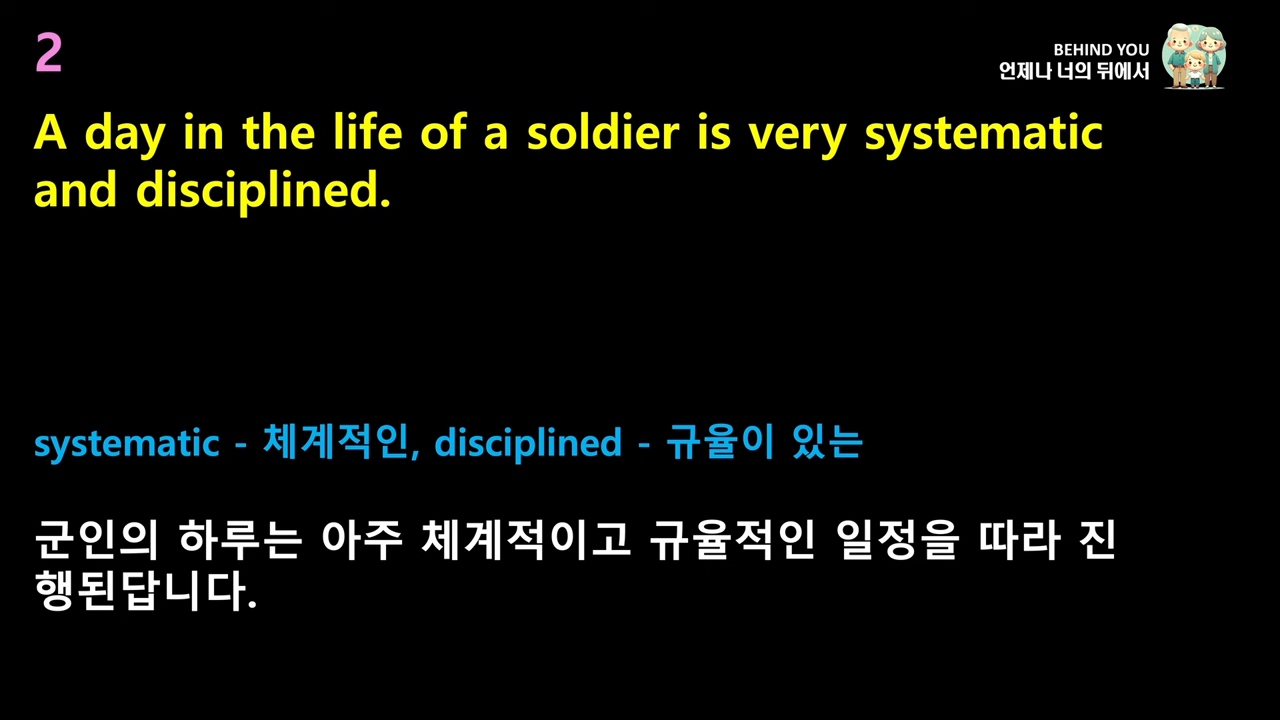 2
BEHIND YOU
언제나 너의 뒤에서
A day in the life of a soldier is very systematic
and disciplined.
systematic - 체계적인, disciplined - 규율이 있는
군인의 하루는 아주 체계적이고 규율적인 일정을 따라 진
행된답니다.